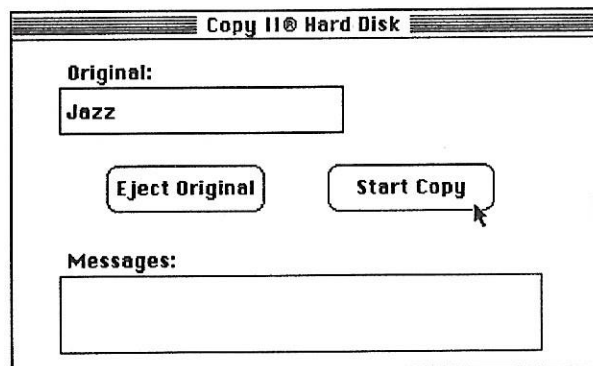 Copy II® Hard Disk
Original:
Jazz
Eject Original
Start Copy
Messages: